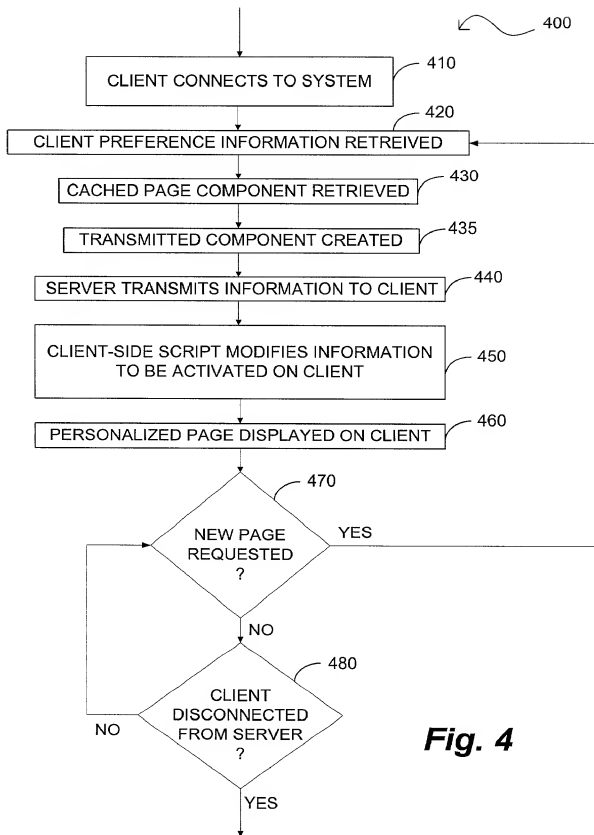 400
CLIENT CONNECTS TO SYSTEM
410
420
CLIENT PREFERENCE INFORMATION RETREIVED
CACHED PAGE COMPONENT RETRIEVED
430
TRANSMITTED COMPONENT CREATED
435
SERVER TRANSMITS INFORMATION TO CLIENT
440
CLIENT-SIDE SCRIPT MODIFIES INFORMATION
TO BE ACTIVATED ON CLIENT
450
PERSONALIZED PAGE DISPLAYED ON CLIENT
460
470
NEW PAGE
REQUESTED
?
YES
NO
480
CLIENT
DISCONNECTED
FROM SERVER
?
NO
YES
Fig. 4